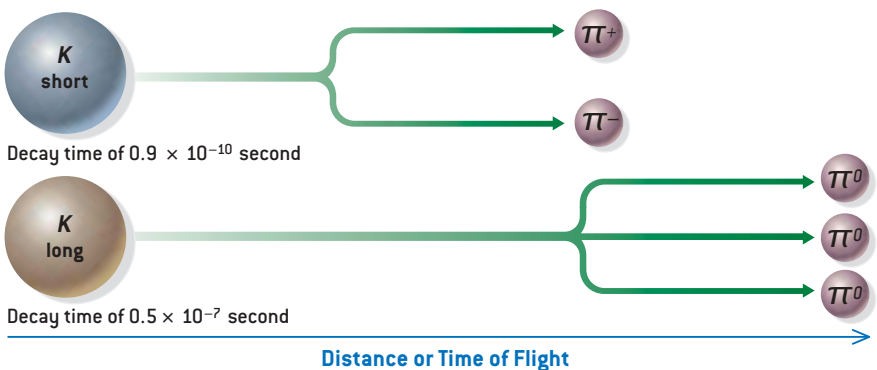 K
short
π+
π–
Decay time of 0.9 × 10–10 second
K
long
π0
π0
π0
Decay time of 0.5 × 10–7 second
Distance or Time of Flight